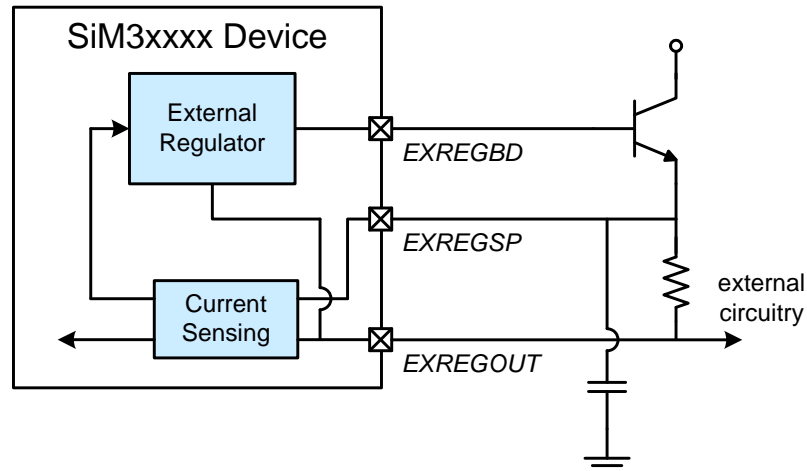 SiM3xxxx Device
External
Regulator
EXREGBD
EXREGSP
Current
Sensing
external
circuitry
EXREGOUT